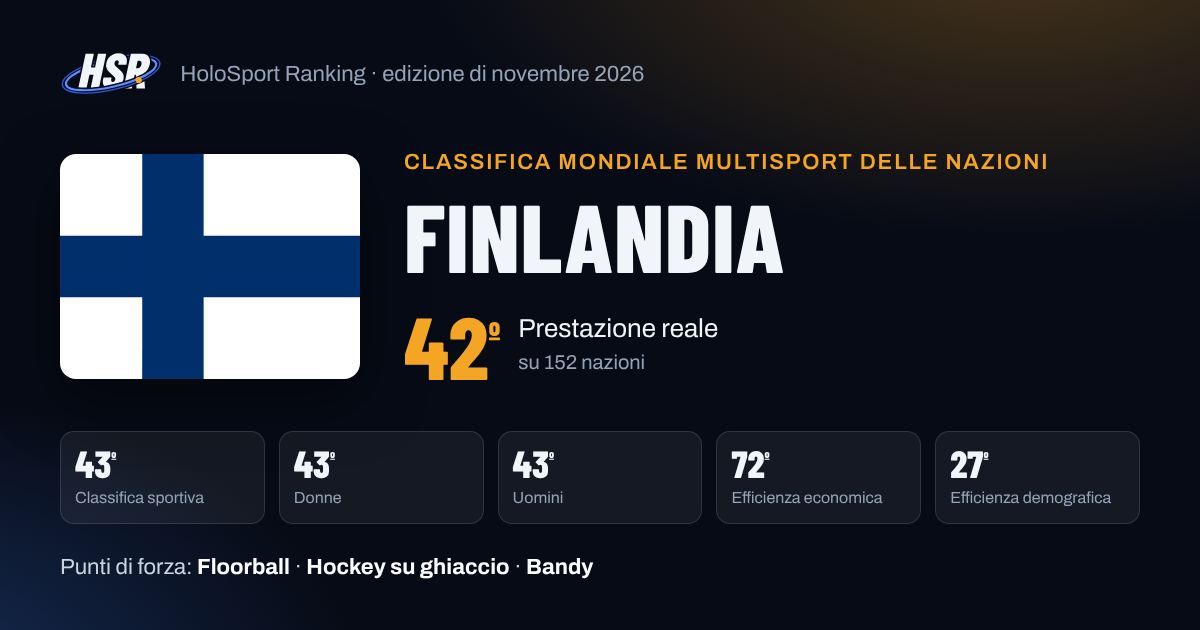 HSR
HoloSport Ranking · edizione di novembre 2026
CLASSIFICA MONDIALE MULTISPORT DELLE NAZIONI
FINLANDIA
42º
Prestazione reale
su 152 nazioni
43º
Classifica sportiva
43º
Donne
43º
Uomini
72º
Efficienza economica
27º
Efficienza demografica
Punti di forza: Floorball · Hockey su ghiaccio · Bandy